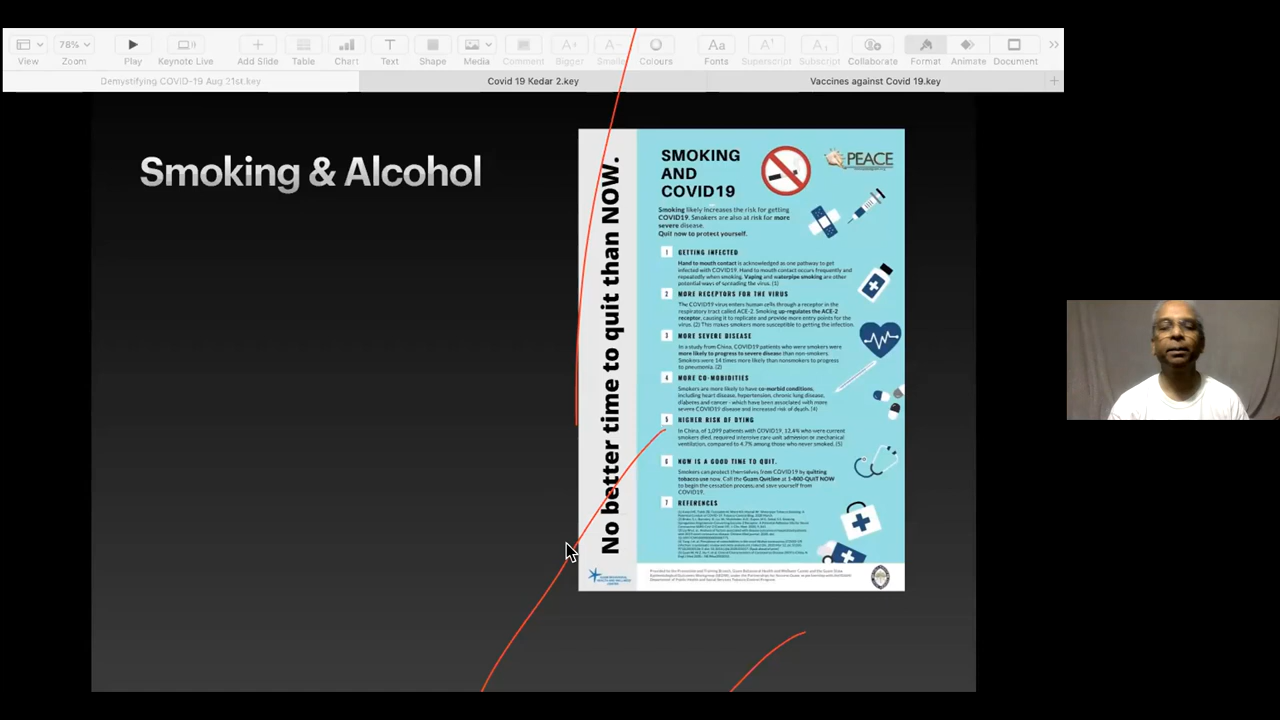 View
Zoom
78%
Play
Keynote Live
Add Slide
Table
Chart
Text
Shape
Media
Comment
Bigger
Smaller
Colours
Fonts
Superscript
Subscript
Collaborate
Format
Animate
Document
Demystifying COVID-19 Aug 21st.key
Covid 19 Kedar 2.key
Vaccines against Covid 19.key
Smoking & Alcohol
No better time to quit than NOW.
SMOKING
AND
COVID19
PEACE
Smoking likely increases the risk for getting
COVID19. Smokers are also at risk for more
severe disease.
Quit now to protect yourself.
1 GETTING INFECTED
Hand to mouth contact is acknowledged as one pathway to get
infected with COVID19. Hand to mouth contact occurs frequently and
repeatedly when smoking. Vaping and waterpipe smoking are other
potential ways of spreading the virus. (1)
2 MORE RECEPTORS FOR THE VIRUS
The COVID19 virus enters human cells through a receptor in the
respiratory tract called ACE-2. Smoking up-regulates the ACE-2
receptor, causing it to replicate and provide more entry points for the
virus. (2) This makes smokers more susceptible to getting the infection.
3 MORE SEVERE DISEASE
In a study from China, COVID19 patients who were smokers were
more likely to progress to severe disease than non-smokers.
Smokers were 14 times more likely than nonsmokers to progress
to pneumonia. (2)
4 MORE CO-MOBIDITIES
Smokers are more likely to have co-morbid conditions,
including heart disease, hypertension, chronic lung disease,
diabetes and cancer - which have been associated with more
severe COVID19 disease and increased risk of death. (4)
5 HIGHER RISK OF DYING
In China, of 1,099 patients with COVID19, 12.4% who were current
smokers died, required intensive care unit admission or mechanical
ventilation, compared to 4.7% among those who never smoked. (5)
6 NOW IS A GOOD TIME TO QUIT.
Smokers can protect themselves from COVID19 by quitting
tobacco use now. Call the Guam Quitline at 1-800-QUIT NOW
to begin the cessation process and save yourself from
COVID19.
7 REFERENCES